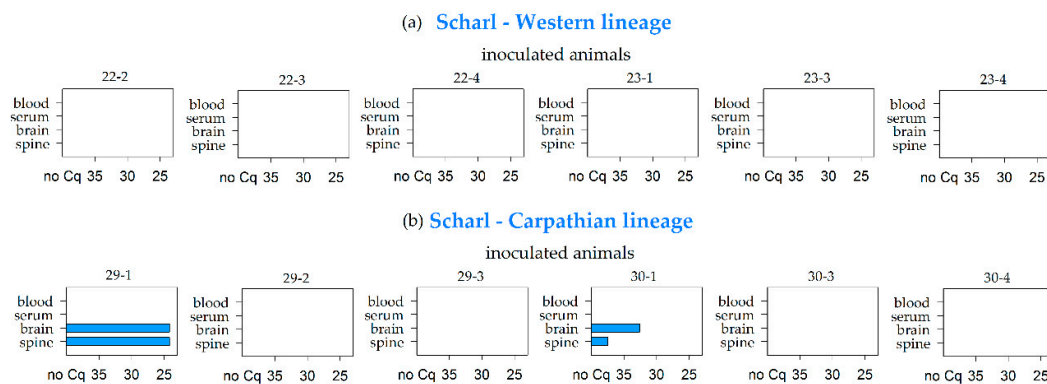 (a) Scharl - Western lineage
inoculated animals
22-2 22-3 22-4 23-1 23-3 23-4
blood blood blood blood blood blood
serum serum serum serum serum serum
brain brain brain brain brain brain
spine spine spine spine spine spine
no Cq 35 30 25 no Cq 35 30 25 no Cq 35 30 25 no Cq 35 30 25 no Cq 35 30 25 no Cq 35 30 25
(b) Scharl - Carpathian lineage
inoculated animals
29-1 29-2 29-3 30-1 30-3 30-4
blood blood blood blood blood blood
serum serum serum serum serum serum
brain brain brain brain brain brain
spine spine spine spine spine spine
no Cq 35 30 25 no Cq 35 30 25 no Cq 35 30 25 no Cq 35 30 25 no Cq 35 30 25 no Cq 35 30 25